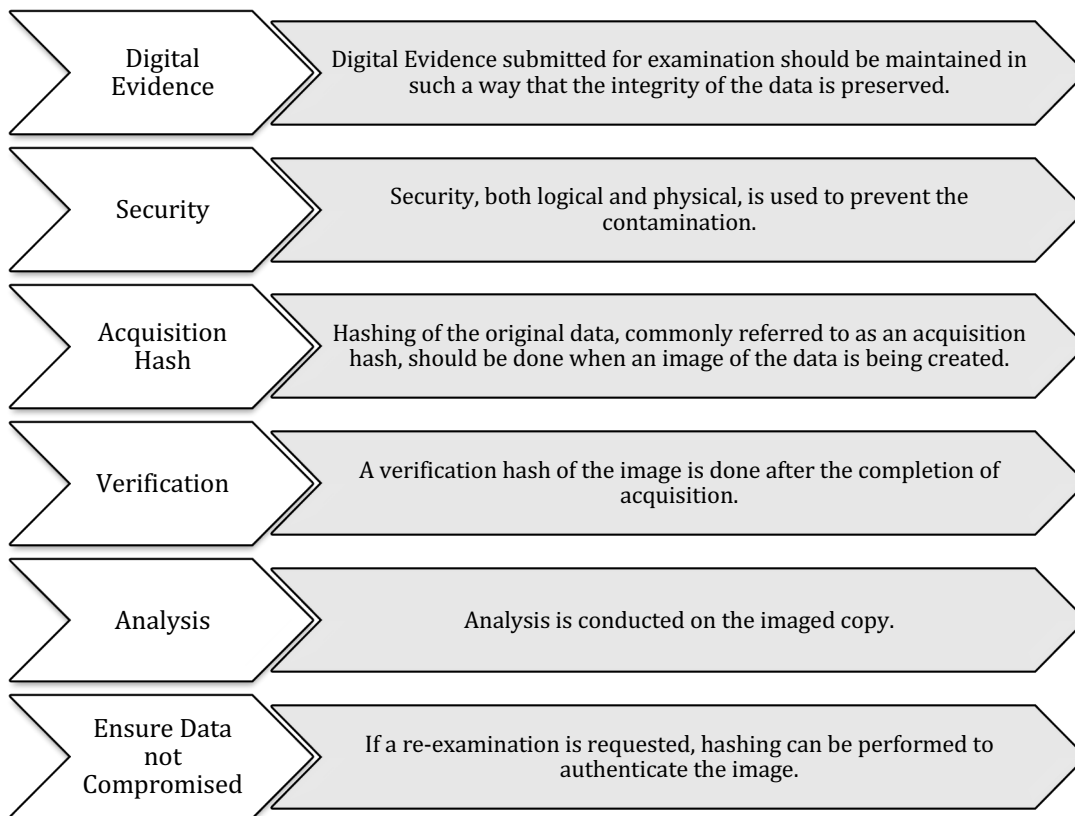 Digital
Evidence
Digital Evidence submitted for examination should be maintained in
such a way that the integrity of the data is preserved.
Security
Security, both logical and physical, is used to prevent the
contamination.
Acquisition
Hash
Hashing of the original data, commonly referred to as an acquisition
hash, should be done when an image of the data is being created.
Verification
A verification hash of the image is done after the completion of
acquisition.
Analysis
Analysis is conducted on the imaged copy.
Ensure Data
not
Compromised
If a re-examination is requested, hashing can be performed to
authenticate the image.